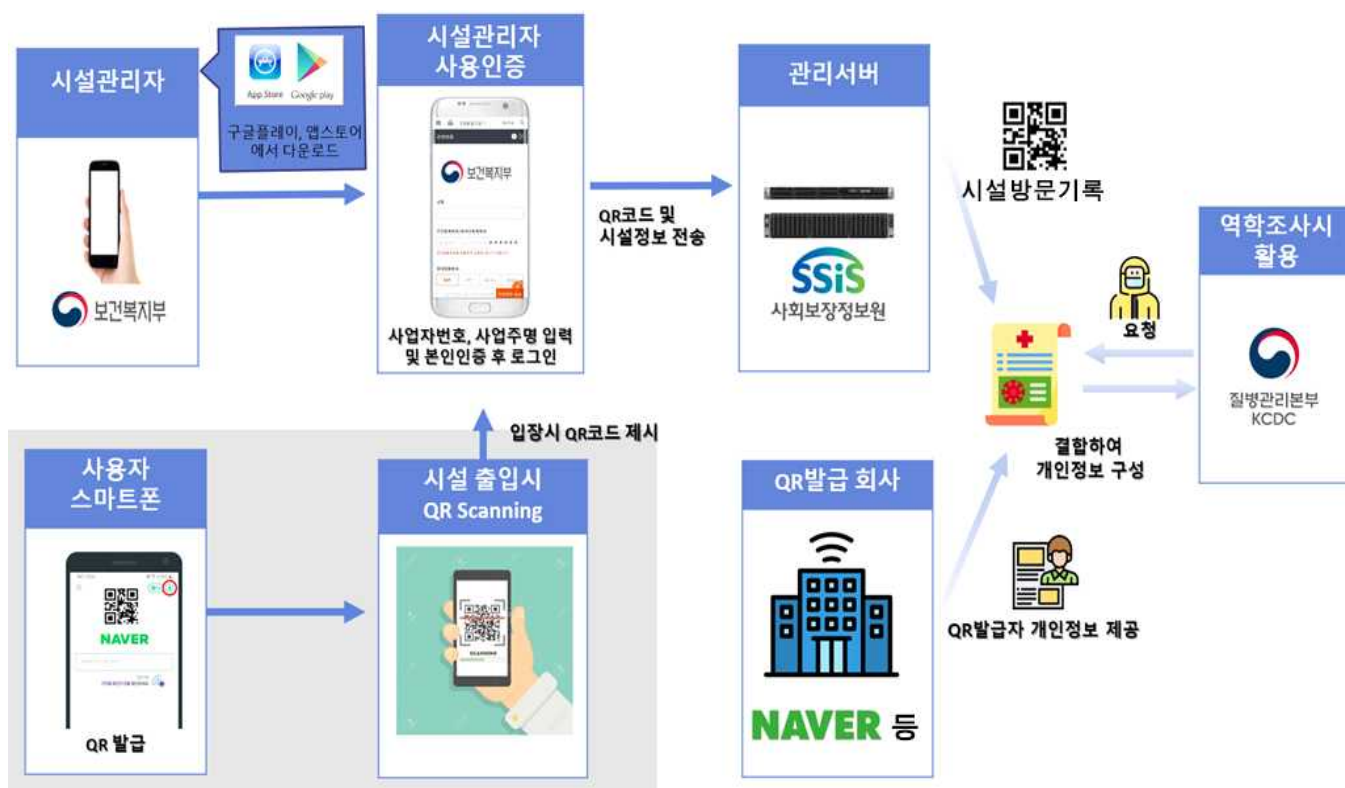 시설관리자
App Store Google play
구글플레이, 앱스토어
에서 다운로드
보건복지부
시설관리자
사용인증
보건복지부
사업자번호, 사업주명 입력
및 본인인증 후 로그인
QR코드 및
시설정보 전송
관리서버
SSiS
사회보장정보원
시설방문기록
역학조사시
활용
요청
질병관리본부
KCDC
결합하여
개인정보 구성
입장시 QR코드 제시
사용자
스마트폰
NAVER
QR 발급
시설 출입시
QR Scanning
SCANNING
QR발급 회사
NAVER 등
QR발급자 개인정보 제공